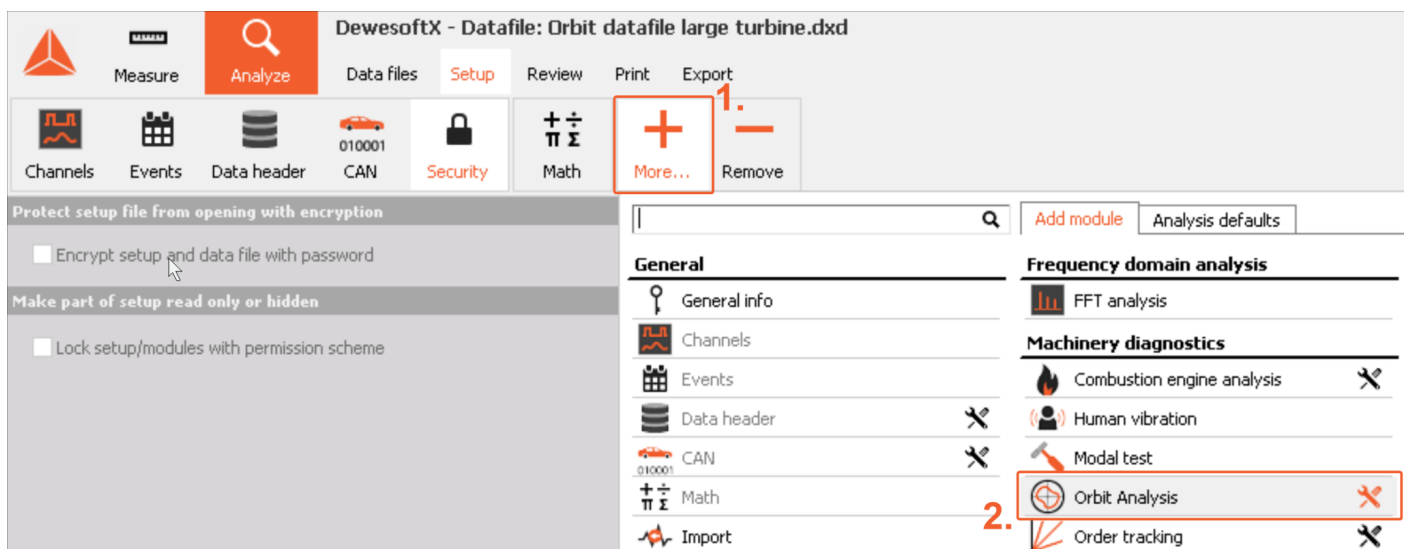 DewesoftX - Datafile: Orbit datafile large turbine.dxd
Measure
Analyze
Data files
Setup
Review
Print
Export
1.
010001
Channels
Events
Data header
CAN
Security
Math
More...
Remove
Protect setup file from opening with encryption
Encrypt setup and data file with password
Make part of setup read only or hidden
Lock setup/modules with permission scheme
General
General info
Channels
Events
Data header
010001
CAN
Math
Import
Add module
Analysis defaults
Frequency domain analysis
FFT analysis
Machinery diagnostics
Combustion engine analysis
Human vibration
Modal test
2.
Orbit Analysis
Order tracking